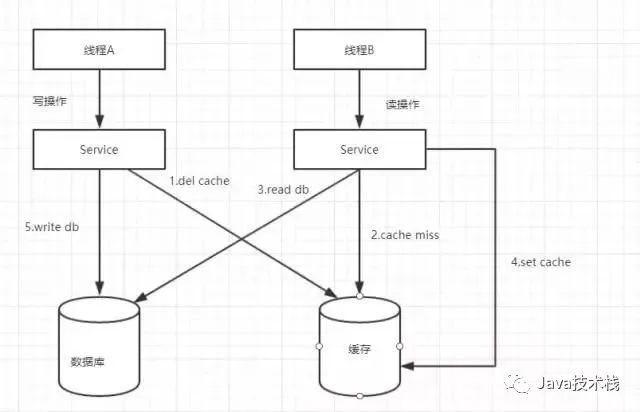 线程A
线程B
写操作
读操作
Service
Service
1.del cache
3.read db
5.write db
2.cache miss
4.set cache
数据库
缓存
Java技术栈